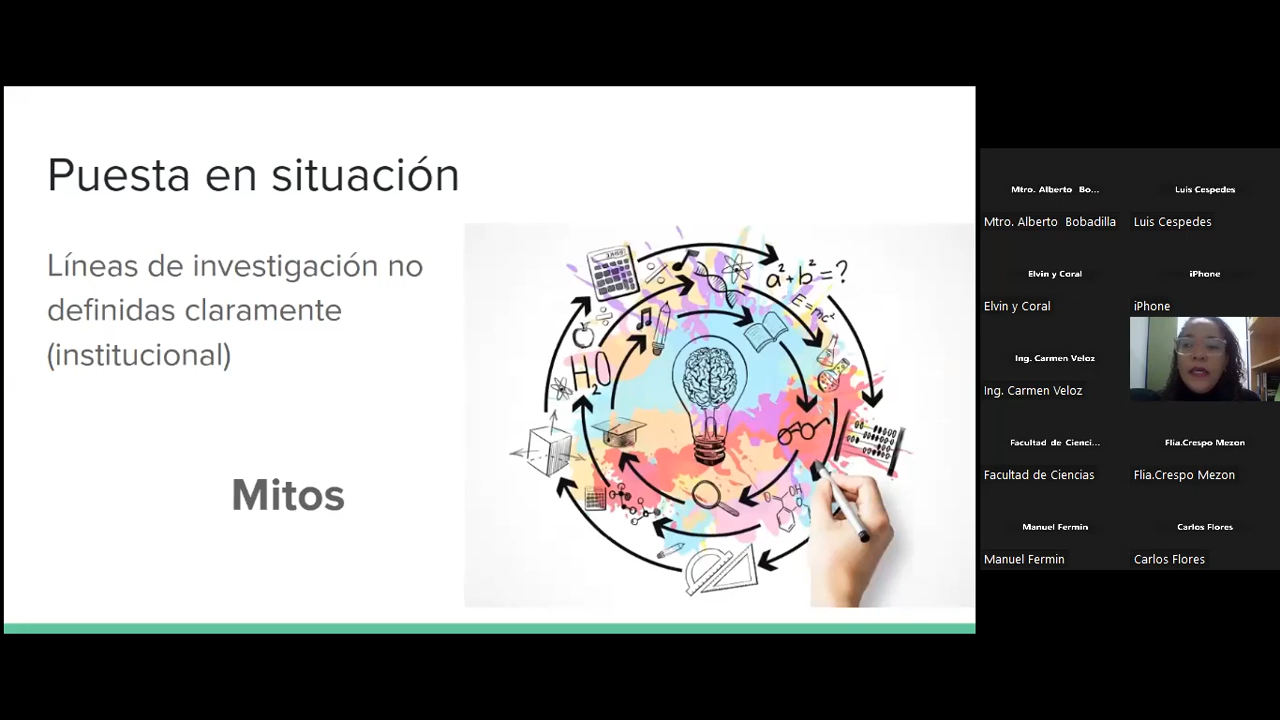 Puesta en situación
Líneas de investigación no
definidas claramente
(institucional)
Mitos
a²+b²=?
E=mc²
H₂O
OH
Mtro. Alberto Bo...
Luis Cespedes
Mtro. Alberto Bobadilla
Luis Cespedes
Elvin y Coral
iPhone
Elvin y Coral
iPhone
Ing. Carmen Veloz
Ing. Carmen Veloz
Facultad de Cienci...
Flia.Crespo Mezon
Facultad de Ciencias
Flia.Crespo Mezon
Manuel Fermin
Carlos Flores
Manuel Fermin
Carlos Flores